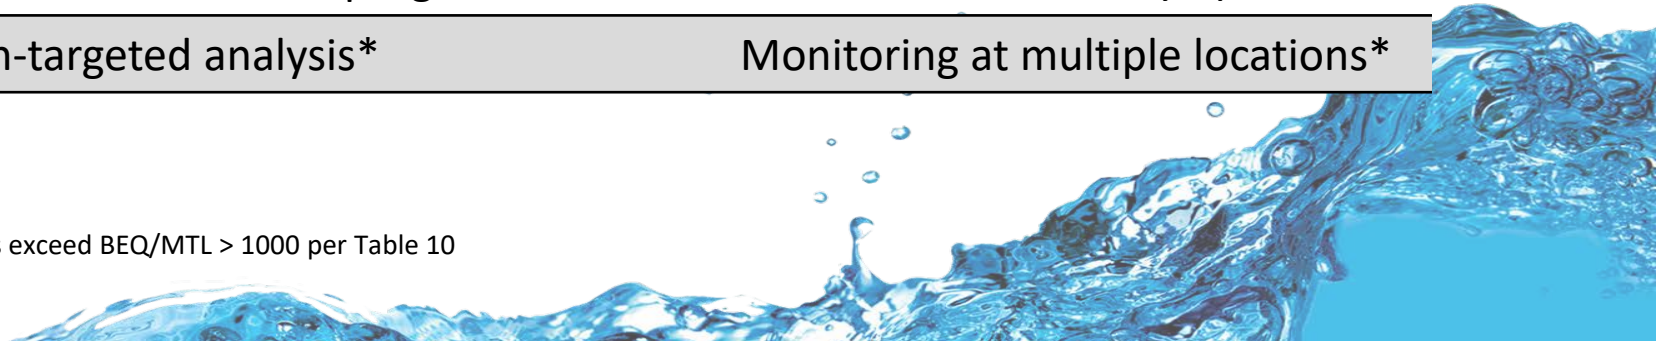 n-targeted analysis* Monitoring at multiple locations*
exceed BEQ/MTL > 1000 per Table 10